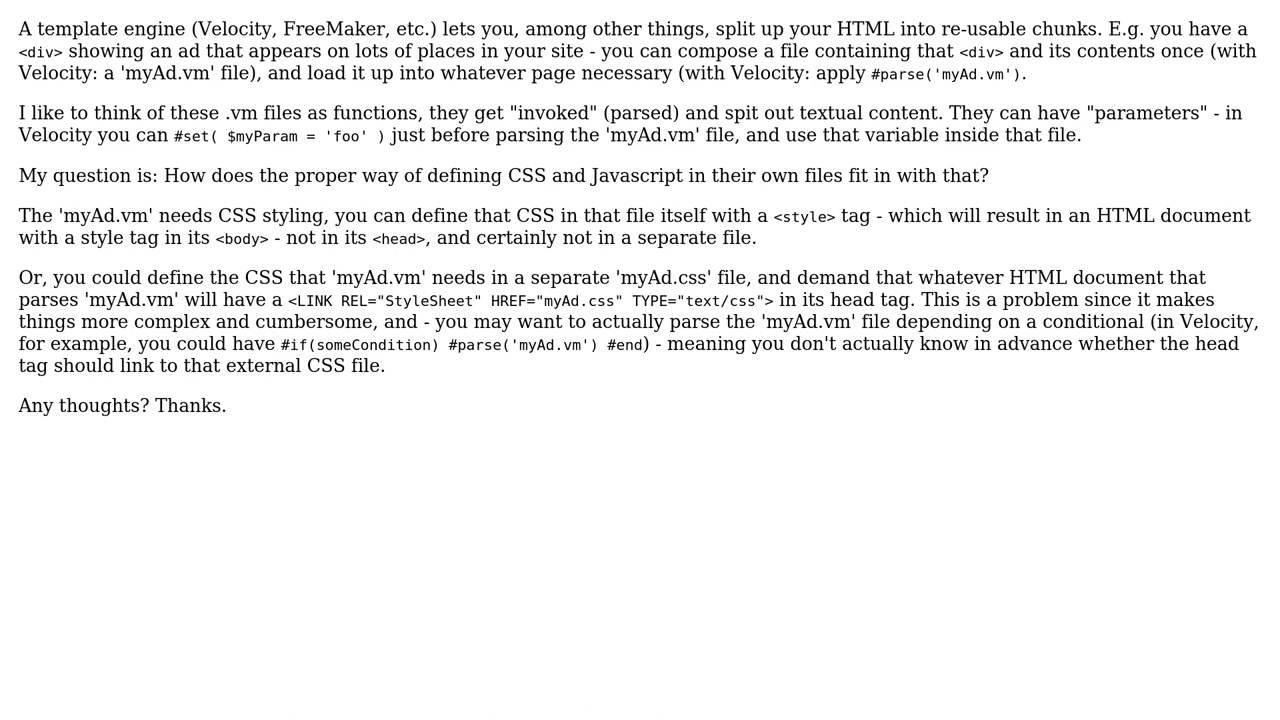 A template engine (Velocity, FreeMaker, etc.) lets you, among other things, split up your HTML into re-usable chunks. E.g. you have a
<div> showing an ad that appears on lots of places in your site - you can compose a file containing that <div> and its contents once (with
Velocity: a 'myAd.vm' file), and load it up into whatever page necessary (with Velocity: apply #parse('myAd.vm').
I like to think of these .vm files as functions, they get "invoked" (parsed) and spit out textual content. They can have "parameters" - in
Velocity you can #set( $myParam = 'foo' ) just before parsing the 'myAd.vm' file, and use that variable inside that file.
My question is: How does the proper way of defining CSS and Javascript in their own files fit in with that?
The 'myAd.vm' needs CSS styling, you can define that CSS in that file itself with a <style> tag - which will result in an HTML document
with a style tag in its <body> - not in its <head>, and certainly not in a separate file.
Or, you could define the CSS that 'myAd.vm' needs in a separate 'myAd.css' file, and demand that whatever HTML document that
parses 'myAd.vm' will have a <LINK REL="StyleSheet" HREF="myAd.css" TYPE="text/css"> in its head tag. This is a problem since it makes
things more complex and cumbersome, and - you may want to actually parse the 'myAd.vm' file depending on a conditional (in Velocity,
for example, you could have #if(someCondition) #parse('myAd.vm') #end) - meaning you don't actually know in advance whether the head
tag should link to that external CSS file.
Any thoughts? Thanks.